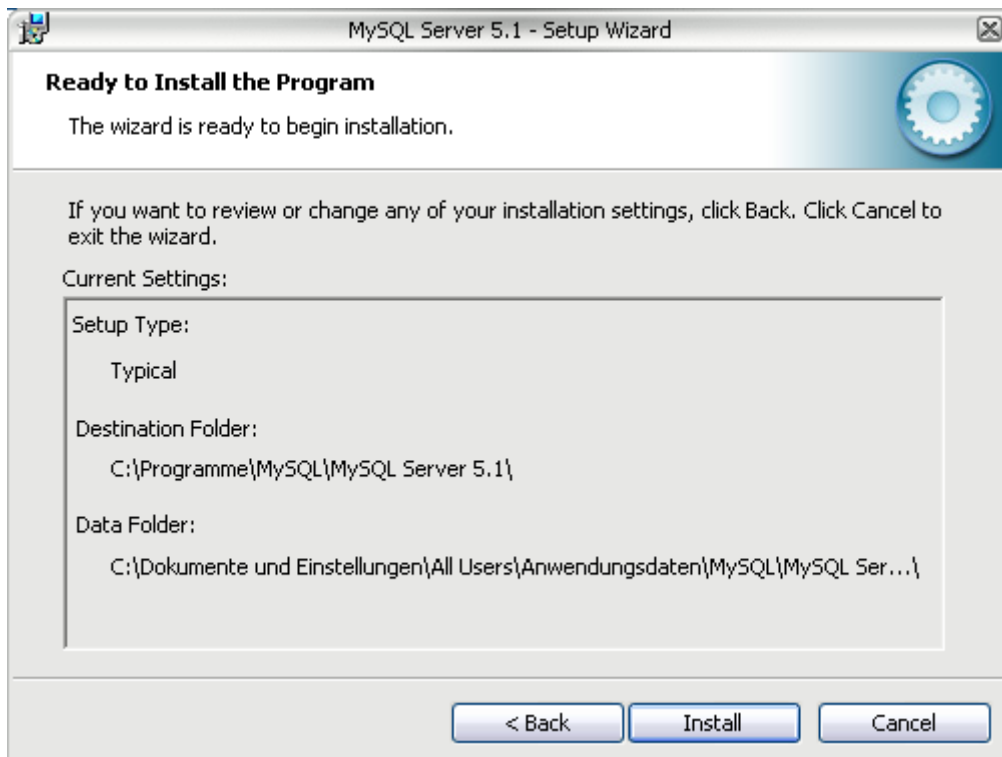 MySQL Server 5.1 - Setup Wizard
Ready to Install the Program
The wizard is ready to begin installation.
If you want to review or change any of your installation settings, click Back. Click Cancel to
exit the wizard.
Current Settings:
Setup Type:
Typical
Destination Folder:
C:\Programme\MySQL\MySQL Server 5.1\
Data Folder:
C:\Dokumente und Einstellungen\All Users\Anwendungsdaten\MySQL\MySQL Ser...\
< Back
Install
Cancel